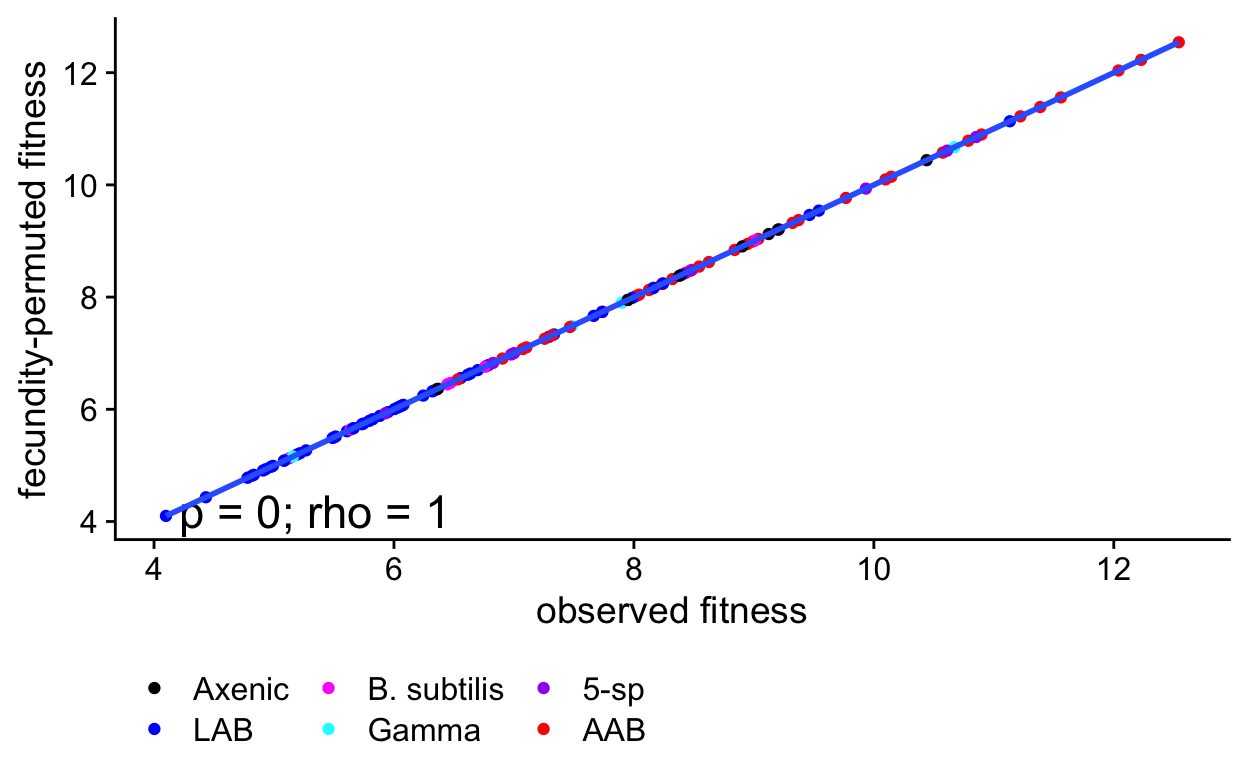 fecundity-permuted fitness
12
10
8
6
4
p = 0; rho = 1
4 6 8 10 12
observed fitness
Axenic B. subtilis 5-sp
LAB Gamma AAB